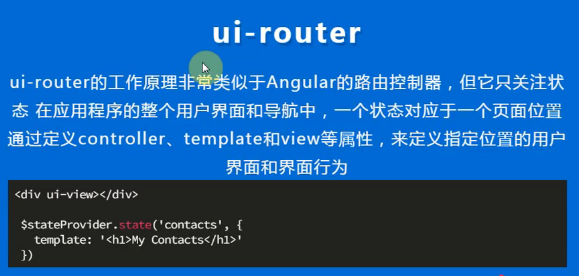 ui-router
ui-router的工作原理非常类似于Angular的路由控制器，但它只关注状
态 在应用程序的整个用户界面和导航中，一个状态对应于一个页面位置
通过定义controller、template和view等属性，来定义指定位置的用户
界面和界面行为
<div ui-view></div>
$stateProvider.state('contacts', {
template: '<h1>My Contacts</h1>'
})